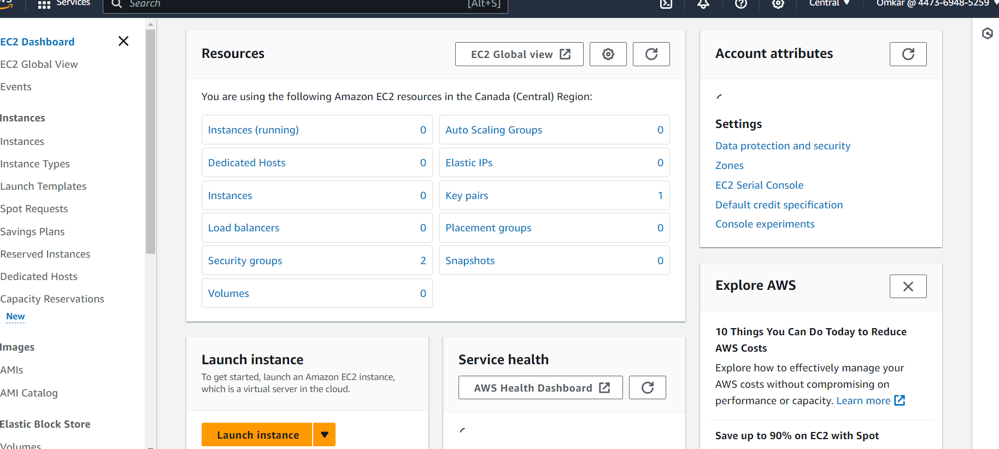 Services
Search
[Alt+S]
Central
Omkar @ 4473-6948-5259
EC2 Dashboard
EC2 Global View
Events
Instances
Instances
Instance Types
Launch Templates
Spot Requests
Savings Plans
Reserved Instances
Dedicated Hosts
Capacity Reservations
New
Images
AMIs
AMI Catalog
Elastic Block Store
Volumes
Resources
EC2 Global view
You are using the following Amazon EC2 resources in the Canada (Central) Region:
Instances (running) 0
Auto Scaling Groups 0
Dedicated Hosts 0
Elastic IPs 0
Instances 0
Key pairs 1
Load balancers 0
Placement groups 0
Security groups 2
Snapshots 0
Volumes 0
Launch instance
To get started, launch an Amazon EC2 instance,
which is a virtual server in the cloud.
Launch instance
Service health
AWS Health Dashboard
Account attributes
Settings
Data protection and security
Zones
EC2 Serial Console
Default credit specification
Console experiments
Explore AWS
10 Things You Can Do Today to Reduce
AWS Costs
Explore how to effectively manage your
AWS costs without compromising on
performance or capacity. Learn more
Save up to 90% on EC2 with Spot